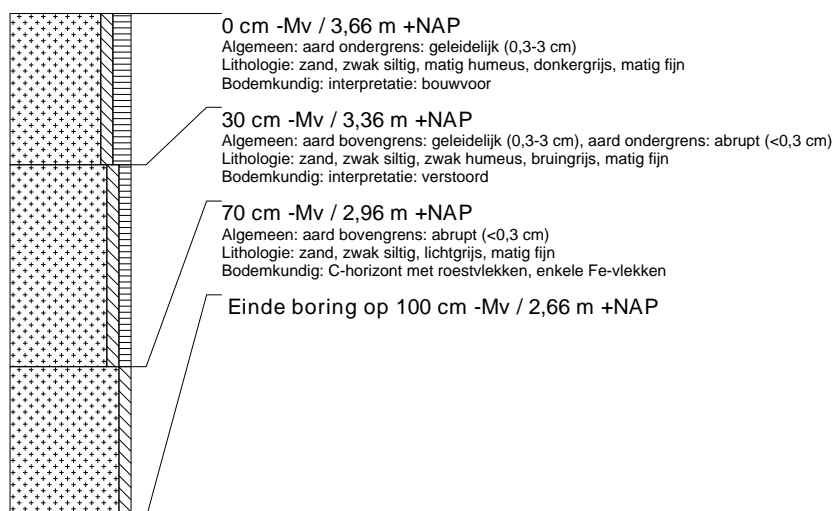 0 cm -Mv / 3,66 m +NAP
Algemeen: aard ondergrens: geleidelijk (0,3-3 cm)
Lithologie: zand, zwak siltig, matig humeus, donkergrijs, matig fijn
Bodemkundig: interpretatie: bouwvoor
30 cm -Mv / 3,36 m +NAP
Algemeen: aard bovengrens: geleidelijk (0,3-3 cm), aard ondergrens: abrupt (<0,3 cm)
Lithologie: zand, zwak siltig, zwak humeus, bruingrijs, matig fijn
Bodemkundig: interpretatie: verstoord
70 cm -Mv / 2,96 m +NAP
Algemeen: aard bovengrens: abrupt (<0,3 cm)
Lithologie: zand, zwak siltig, lichtgrijs, matig fijn
Bodemkundig: C-horizont met roestvlekken, enkele Fe-vlekken
Einde boring op 100 cm -Mv / 2,66 m +NAP